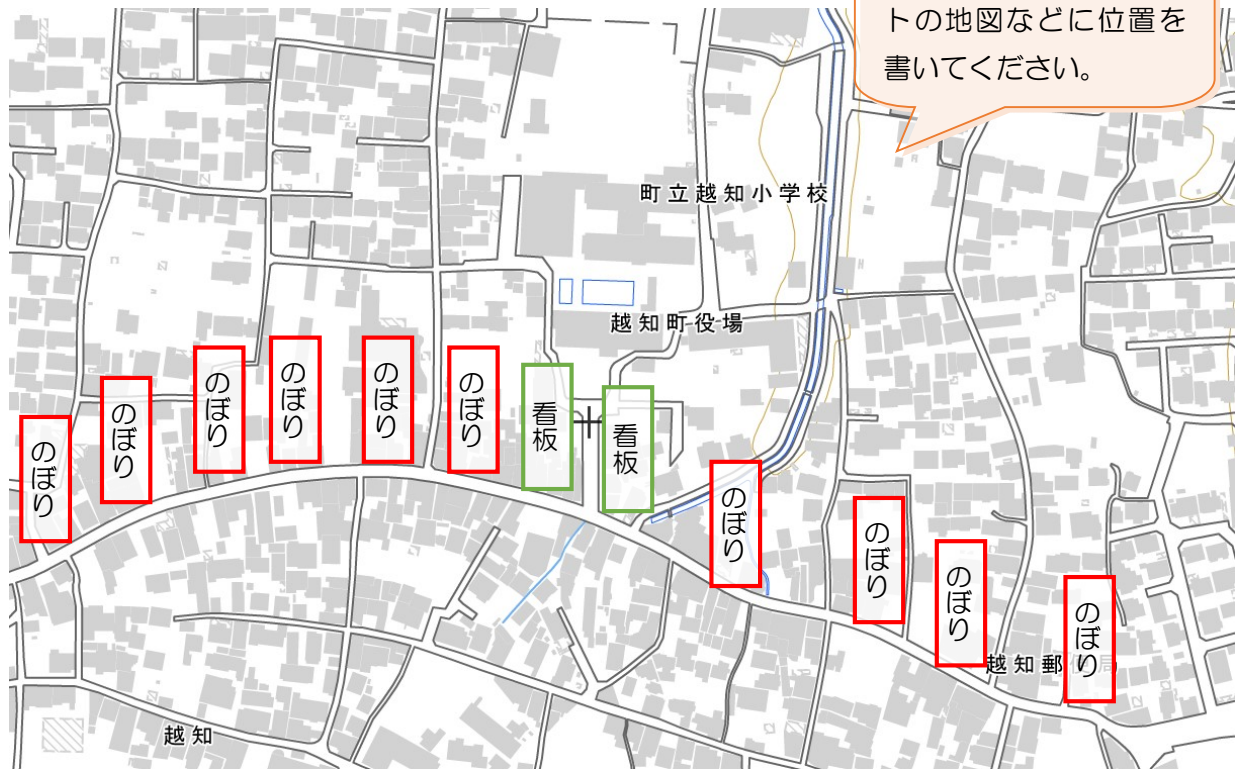 トの地図などに位置を
書いてください。
町立越知小学校
越知町役場
のぼり
のぼり
のぼり
のぼり
のぼり
のぼり
看板
看板
のぼり
のぼり
のぼり
のぼり
越知郵
局
越知